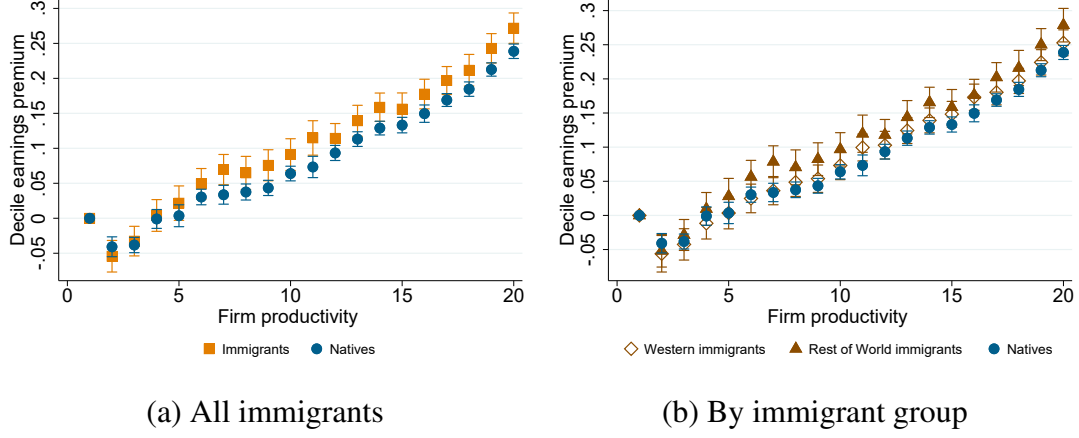 Decile earnings premium
.3
.25
.2
.15
.1
.05
0
-.05
0
5
10
15
20
Firm productivity
Immigrants
Natives
(a) All immigrants
Decile earnings premium
.3
.25
.2
.15
.1
.05
0
-.05
0
5
10
15
20
Firm productivity
Western immigrants
Rest of World immigrants
Natives
(b) By immigrant group